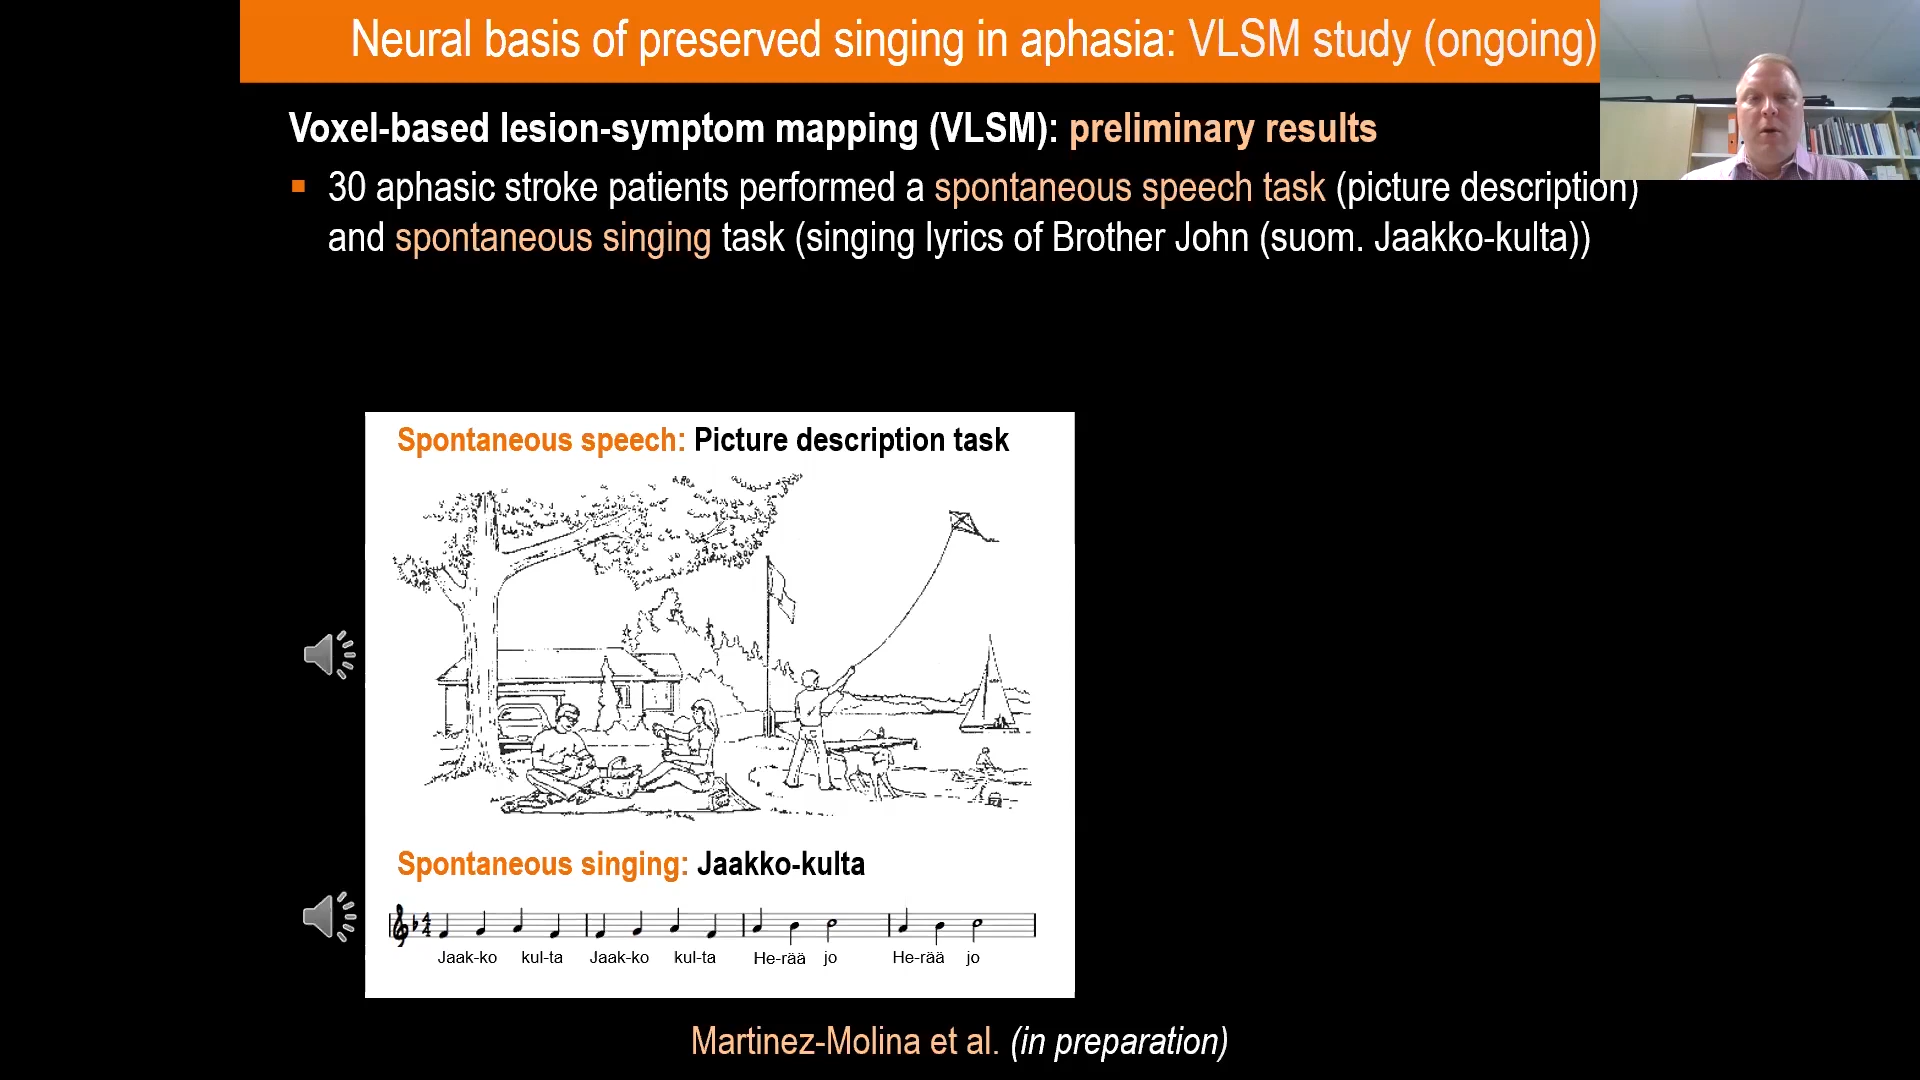 Neural basis of preserved singing in aphasia: VLSM study (ongoing)
Voxel-based lesion-symptom mapping (VLSM): preliminary results
▪ 30 aphasic stroke patients performed a spontaneous speech task (picture description)
and spontaneous singing task (singing lyrics of Brother John (suom. Jaakko-kulta))
Spontaneous speech: Picture description task
Spontaneous singing: Jaakko-kulta
4
4
Jaak-ko kul-ta Jaak-ko kul-ta He-rää jo He-rää jo
Martinez-Molina et al. (in preparation)